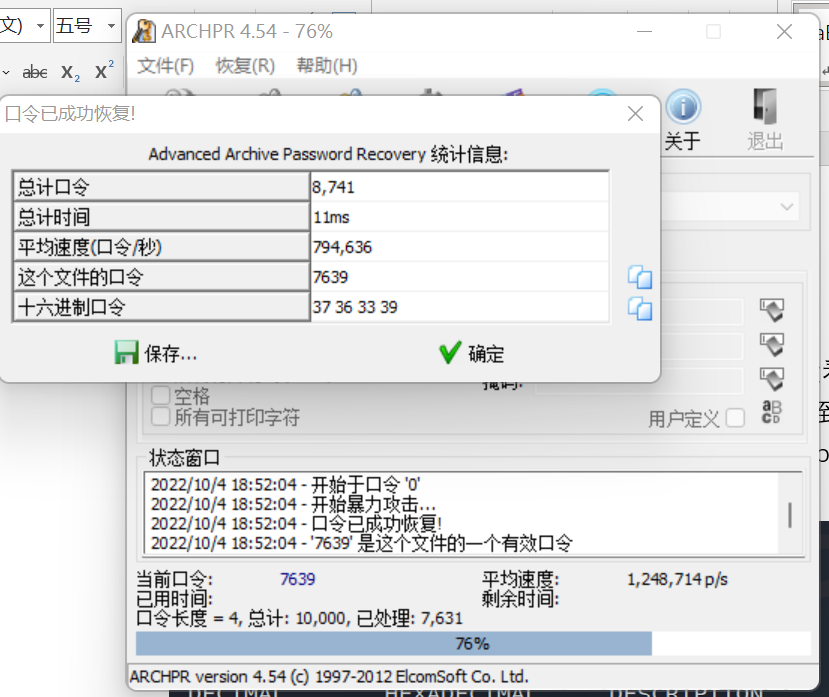 文)
五号
abc X₂ X²
ARCHPR 4.54 - 76%
文件(F) 恢复(R) 帮助(H)
关于
退出
口令已成功恢复!
Advanced Archive Password Recovery 统计信息:
总计口令 8,741
总计时间 11ms
平均速度(口令/秒) 794,636
这个文件的口令 7639
十六进制口令 37 36 33 39
保存... 确定
空格
所有可打印字符
用户定义
状态窗口
2022/10/4 18:52:04 - 开始于口令 '0'
2022/10/4 18:52:04 - 开始暴力攻击...
2022/10/4 18:52:04 - 口令已成功恢复!
2022/10/4 18:52:04 - '7639' 是这个文件的一个有效口令
当前口令: 7639 平均速度: 1,248,714 p/s
已用时间: 剩余时间:
口令长度 = 4, 总计: 10,000, 已处理: 7,631
76%
ARCHPR version 4.54 (c) 1997-2012 ElcomSoft Co. Ltd.
DECIMAL HEXADECIMAL DESCRIPTION